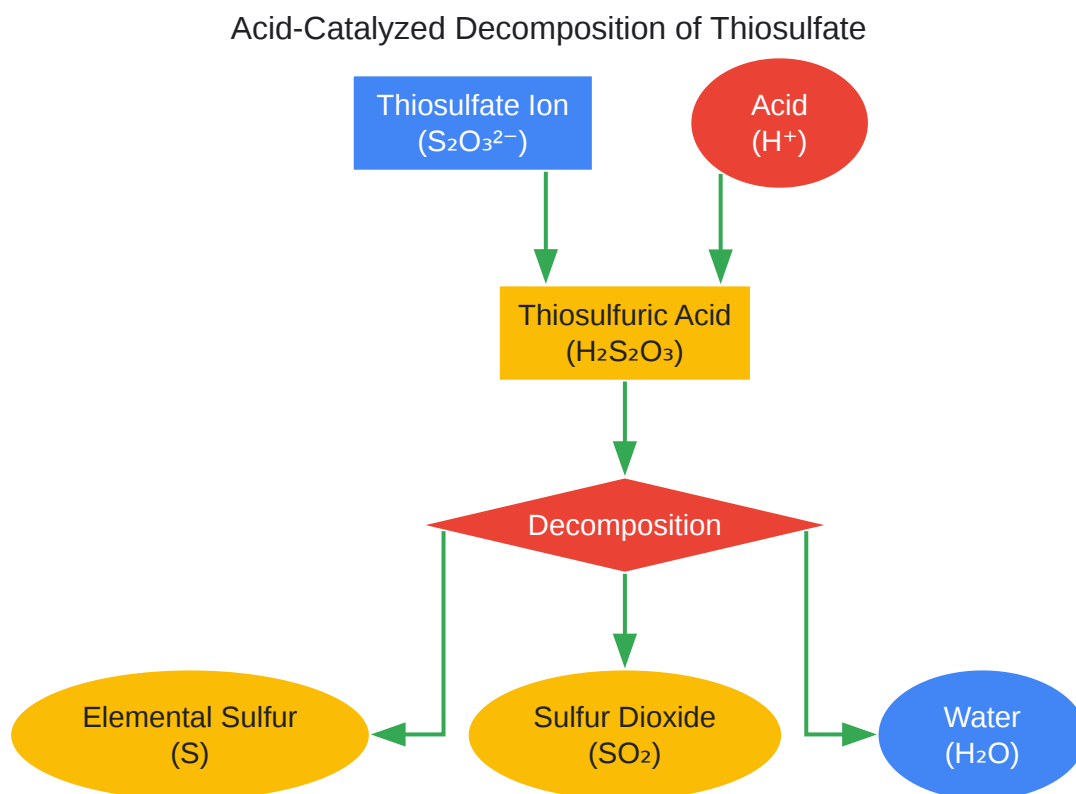 Acid-Catalyzed Decomposition of Thiosulfate
Thiosulfate Ion
(S₂O₃²⁻)
Acid
(H⁺)
Thiosulfuric Acid
(H₂S₂O₃)
Decomposition
Elemental Sulfur
(S)
Sulfur Dioxide
(SO₂)
Water
(H₂O)